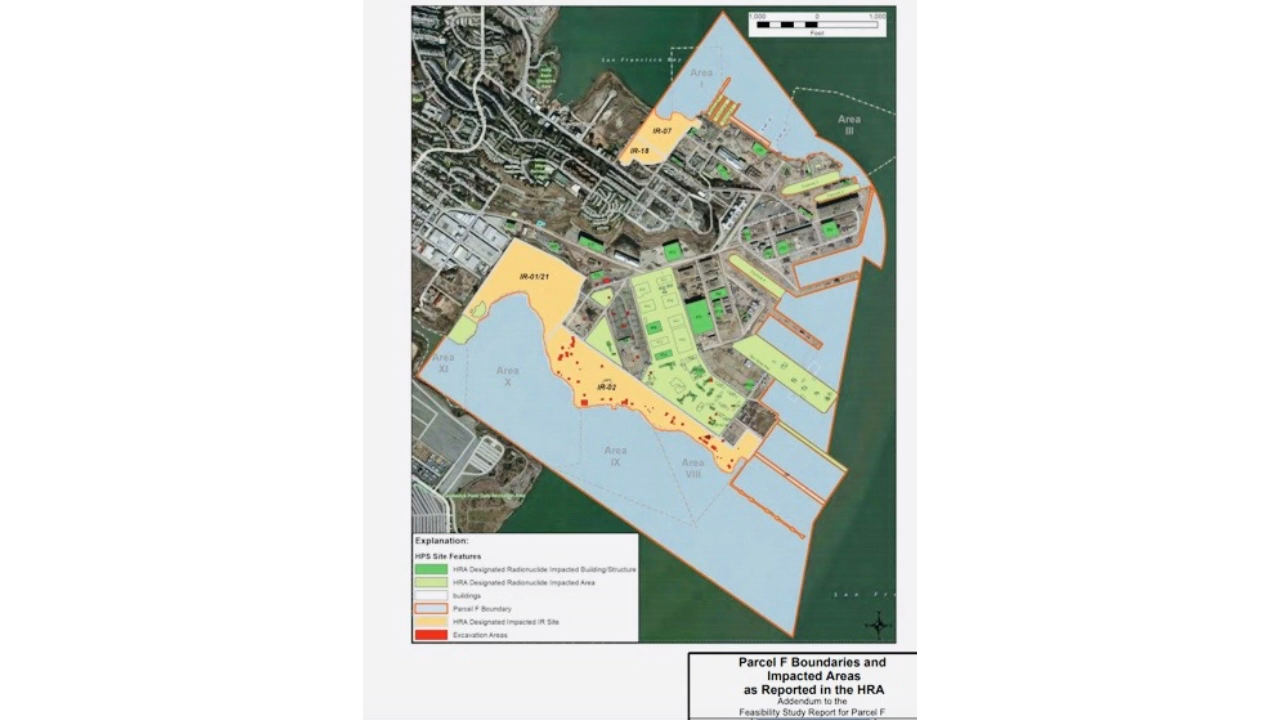 1,000
0
1,000
Feet
San Francisco Bay
Area
I
Area
III
IR-07
IR-18
IR-01/21
Area
XI
Area
X
IR-02
Area
IX
Area
VIII
Explanation:
HPS Site Features
HRA Designated Radionuclide Impacted Building/Structure
HRA Designated Radionuclide Impacted Area
buildings
Parcel F Boundary
HRA Designated Impacted IR Site
Excavation Areas
San Fr
Parcel F Boundaries and
Impacted Areas
as Reported in the HRA
Addendum to the
Feasibility Study Report for Parcel F